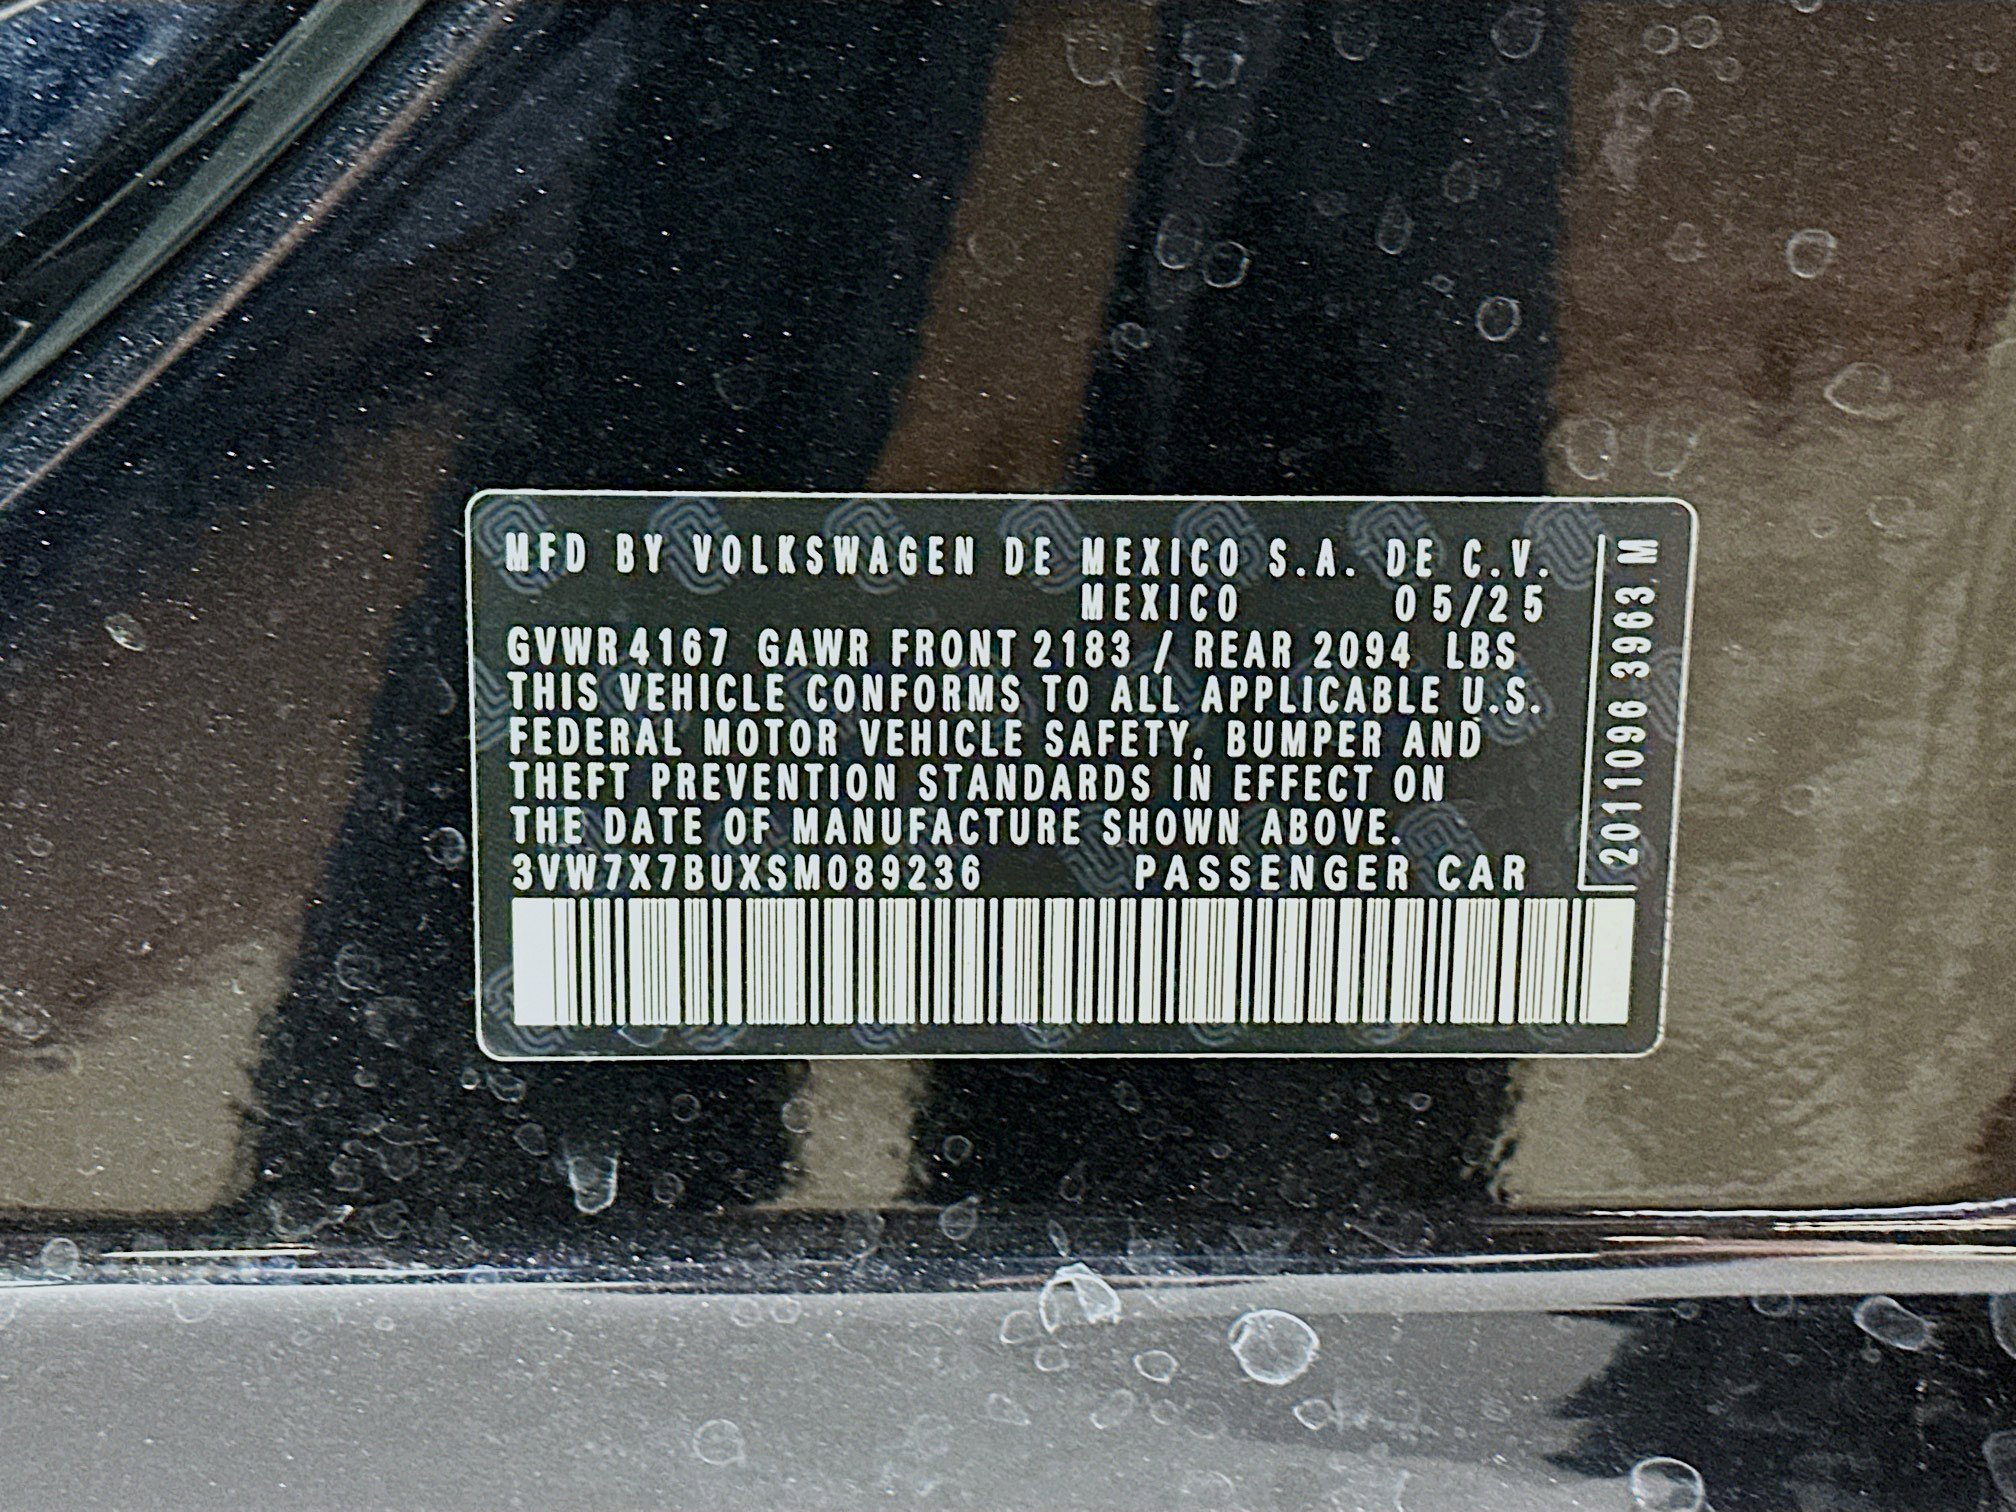 MFD BY VOLKSWAGEN DE MEXICO S.A. DE C.V.
MEXICO 05/25
GVWR 4167 GAWR FRONT 2183 / REAR 2094 LBS
THIS VEHICLE CONFORMS TO ALL APPLICABLE U.S.
FEDERAL MOTOR VEHICLE SAFETY, BUMPER AND
THEFT PREVENTION STANDARDS IN EFFECT ON
THE DATE OF MANUFACTURE SHOWN ABOVE.
3VW7X7BUXSM089236 PASSENGER CAR
2011096 3963 M